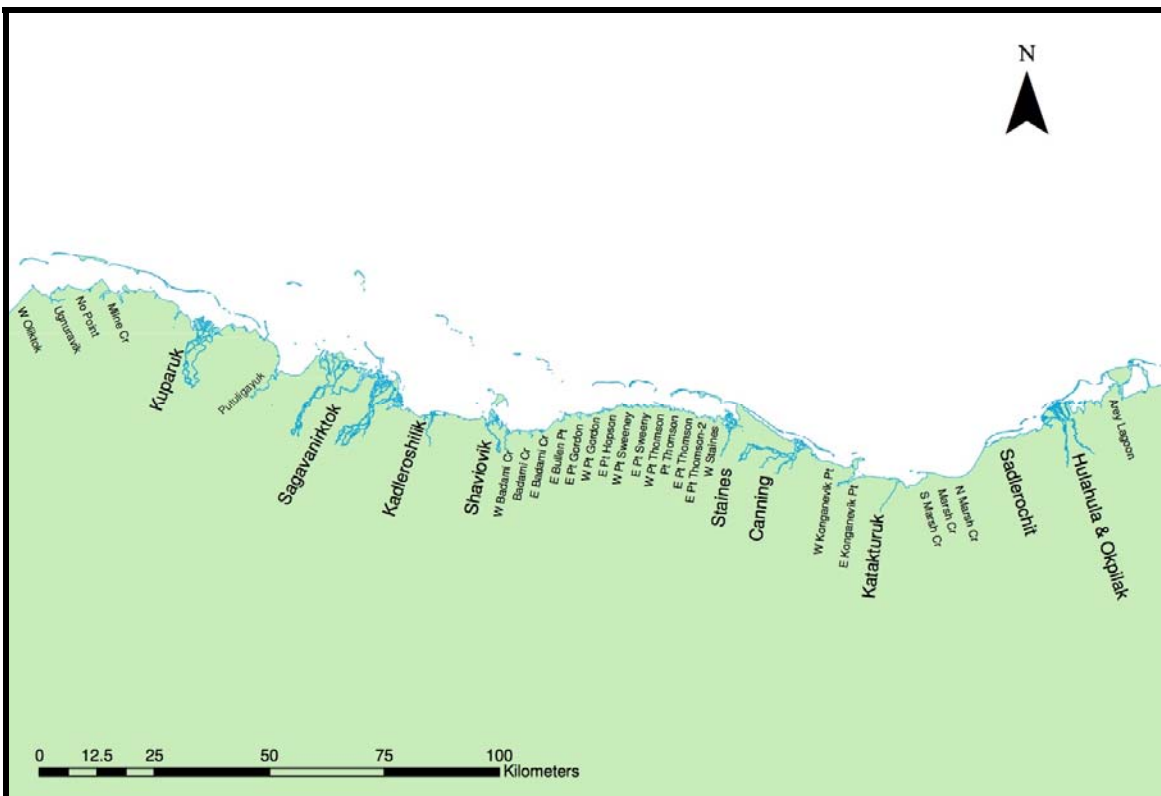 N
W Oliktok
Ugnuravik
No Point
Milne Cr
Kuparuk
Putuligayuk
Sagavanirktok
Kadleroshilik
Shaviovik
W Badami Cr
Badami Cr
E Badami Cr
E Bullen Pt
E Pt Gordon
W Pt Gordon
E Pt Hopson
W Pt Sweeney
E Pt Sweeny
W Pt Thomson
Pt Thomson
E Pt Thomson
E Pt Thomson-2
W Staines
Staines
Canning
W Konganevik Pt
E Konganevik Pt
Katakturuk
S Marsh Cr
Marsh Cr
N Marsh Cr
Sadlerochit
Hulahula & Okpilak
Arey Lagoon
0 12.5 25 50 75 100
Kilometers